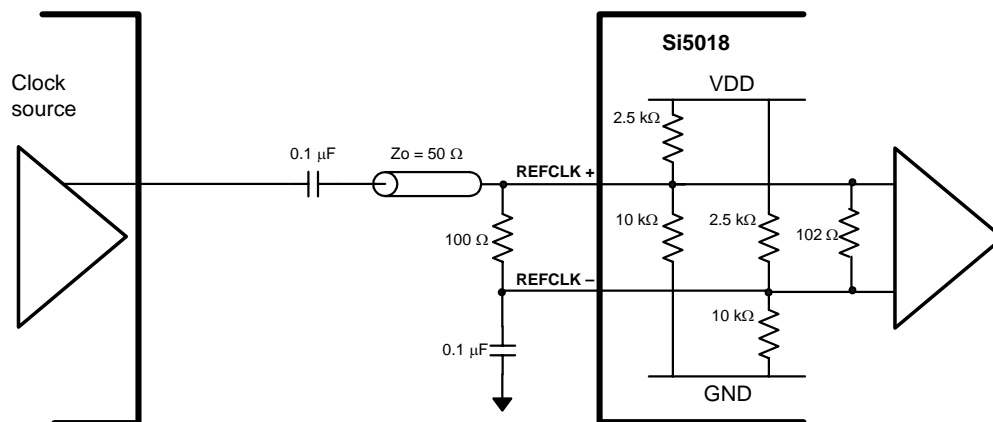 Si5018
Clock
source
VDD
2.5 kΩ
0.1 μF
Zo = 50 Ω
REFCLK +
100 Ω
10 kΩ
2.5 kΩ
102 Ω
REFCLK –
10 kΩ
0.1 μF
GND